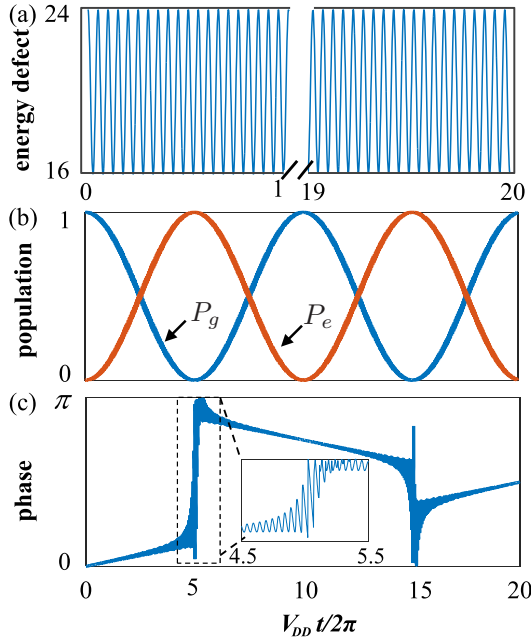 (a)
24
energy defect
16
0
1
19
20
(b)
1
population
0
P_g
P_e
(c)
π
phase
0
4.5
5.5
0
5
10
15
20
V_DD t/2π